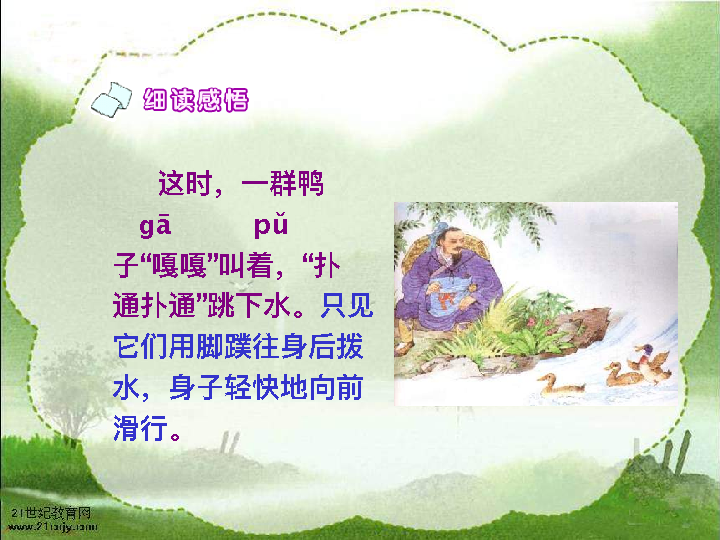 细读感悟
这时，一群鸭
gā pǔ
子“嘎嘎”叫着，“扑
通扑通”跳下水。只见
它们用脚蹼往身后拨
水，身子轻快地向前
滑行。
21世纪教育网
www.21cnjy.com